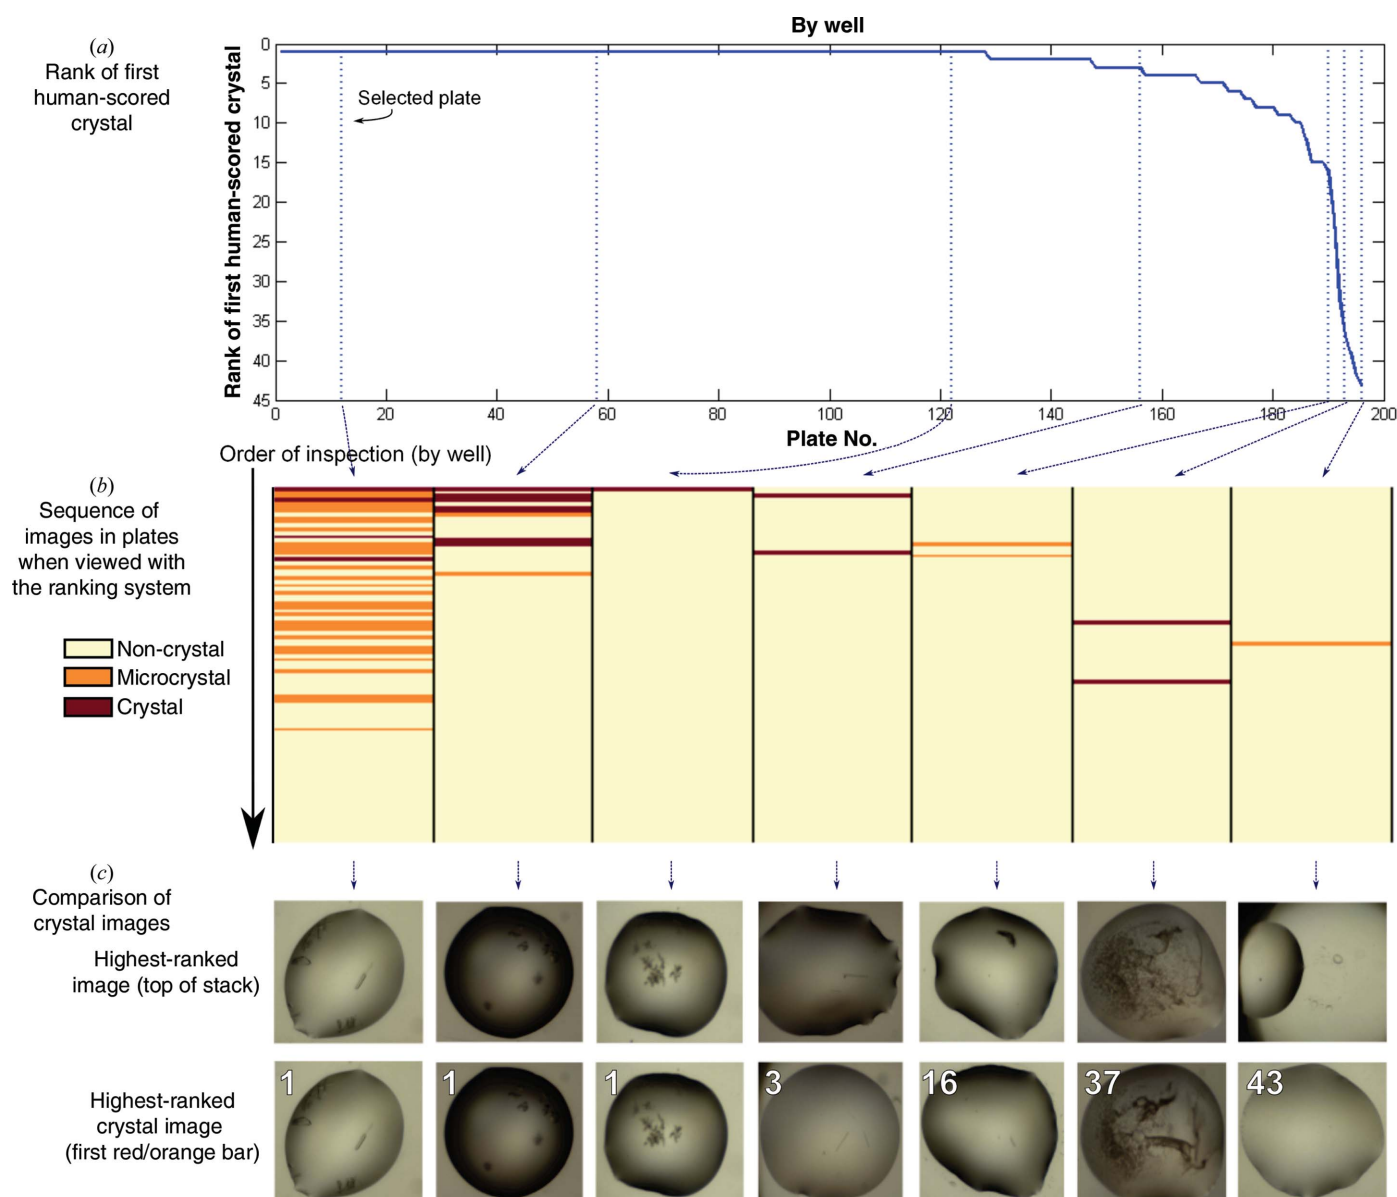 By well
(a)
Rank of first
human-scored
crystal
Rank of first human-scored crystal
0
5
10
15
20
25
30
35
40
45
Selected plate
0 20 40 60 80 100 120 140 160 180 200
Plate No.
Order of inspection (by well)
(b)
Sequence of
images in plates
when viewed with
the ranking system
Non-crystal
Microcrystal
Crystal
(c)
Comparison of
crystal images
Highest-ranked
image (top of stack)
Highest-ranked
crystal image
(first red/orange bar)
1 1 1 3 16 37 43